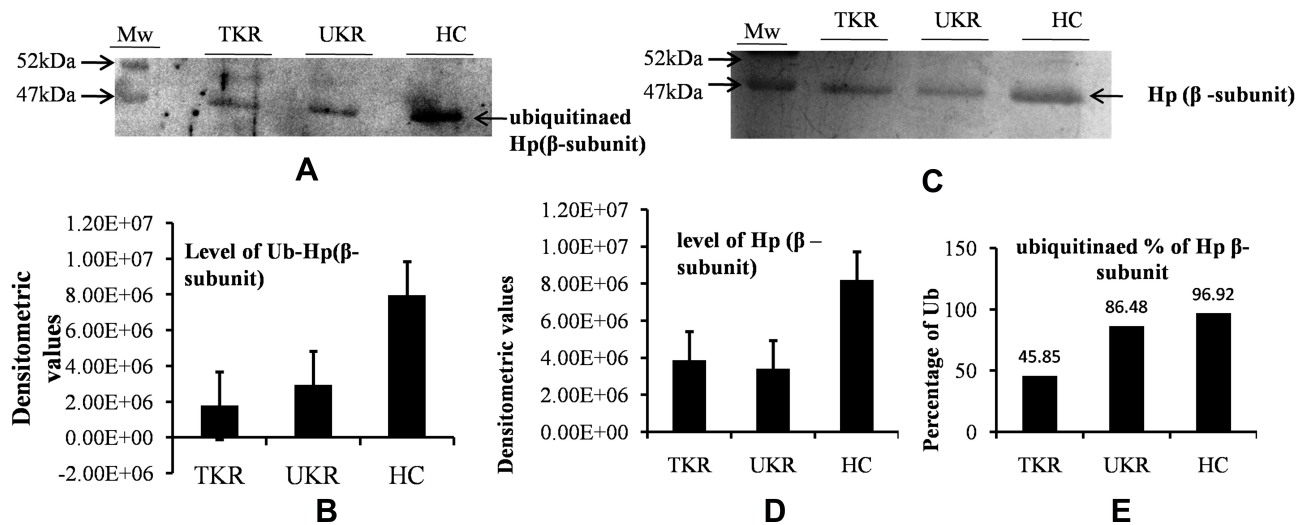 Mw TKR UKR HC
52kDa
47kDa
ubiquitinaed
Hp(β-subunit)
A
Mw TKR UKR HC
52kDa
47kDa
Hp (β -subunit)
C
Level of Ub-Hp(β-
subunit)
Densitometric
values
1.20E+07
1.00E+07
8.00E+06
6.00E+06
4.00E+06
2.00E+06
0.00E+00
-2.00E+06
TKR UKR HC
B
level of Hp (β –
subunit)
Densitometric values
1.20E+07
1.00E+07
8.00E+06
6.00E+06
4.00E+06
2.00E+06
0.00E+00
TKR UKR HC
D
ubiquitinaed % of Hp β-
subunit
Percentage of Ub
150
100
50
0
45.85
86.48
96.92
TKR UKR HC
E